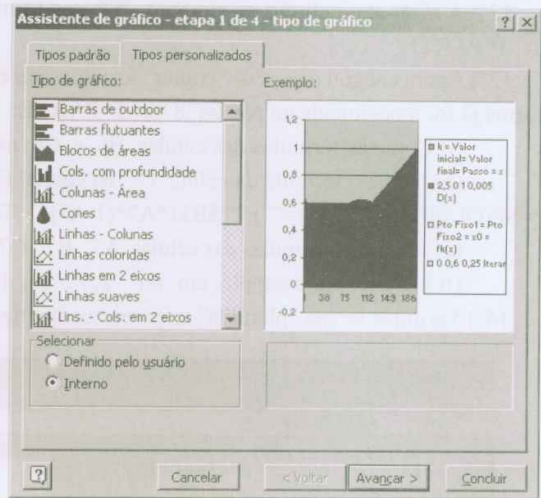 Assistente de gráfico - etapa 1 de 4 - tipo de gráfico
Tipos padrão Tipos personalizados
Tipo de gráfico:
Barras de outdoor
Barras flutuantes
Blocos de áreas
Cols. com profundidade
Colunas - Área
Cones
Linhas - Colunas
Linhas coloridas
Linhas em 2 eixos
Linhas suaves
Lins. - Cols. em 2 eixos
Exemplo:
1,2
1
0,8
0,6
0,4
0,2
0
-0,2
1 38 75 112 149 186
k = Valor
inicial= Valor
final= Passo = x
2,5 0 1 0,005
D(x)
Pto Fixo1 = Pto
Fixo2 = x0 =
fk(x)
0 0,6 0,25 Iterar
Selecionar
Definido pelo usuário
Interno
?
Cancelar
< Voltar
Avançar >
Concluir